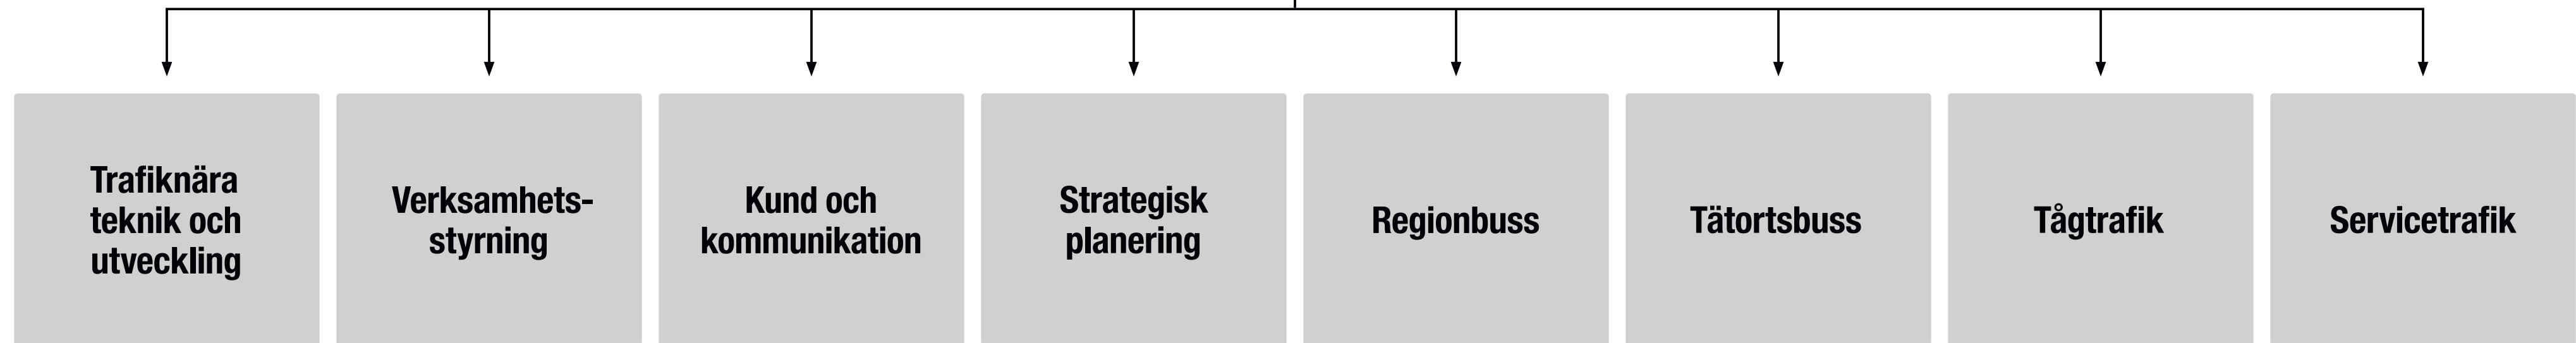 Trafiknära
teknik och
utveckling
Verksamhets-
styrning
Kund och
kommunikation
Strategisk
planering
Regionbuss
Tätortsbuss
Tågtrafik
Servicetrafik